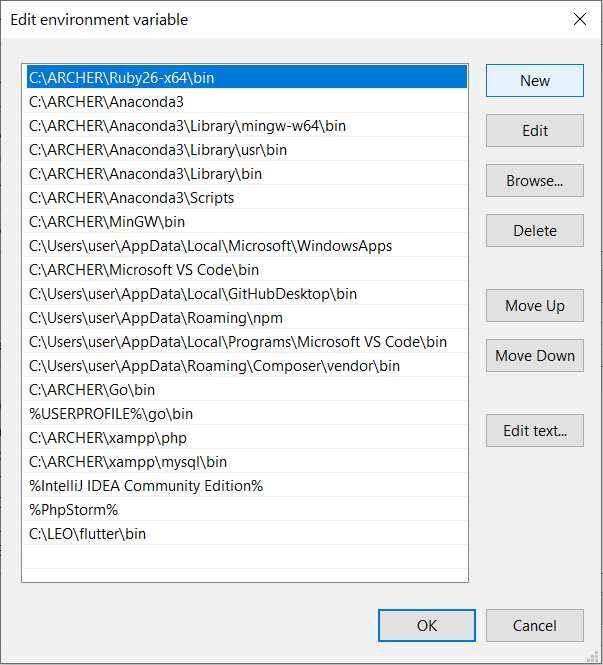 Edit environment variable
C:\ARCHER\Ruby26-x64\bin
C:\ARCHER\Anaconda3
C:\ARCHER\Anaconda3\Library\mingw-w64\bin
C:\ARCHER\Anaconda3\Library\usr\bin
C:\ARCHER\Anaconda3\Library\bin
C:\ARCHER\Anaconda3\Scripts
C:\ARCHER\MinGW\bin
C:\Users\user\AppData\Local\Microsoft\WindowsApps
C:\ARCHER\Microsoft VS Code\bin
C:\Users\user\AppData\Local\GitHubDesktop\bin
C:\Users\user\AppData\Roaming\npm
C:\Users\user\AppData\Local\Programs\Microsoft VS Code\bin
C:\Users\user\AppData\Roaming\Composer\vendor\bin
C:\ARCHER\Go\bin
%USERPROFILE%\go\bin
C:\ARCHER\xampp\php
C:\ARCHER\xampp\mysql\bin
%IntelliJ IDEA Community Edition%
%PhpStorm%
C:\LEO\flutter\bin
New
Edit
Browse...
Delete
Move Up
Move Down
Edit text...
OK
Cancel